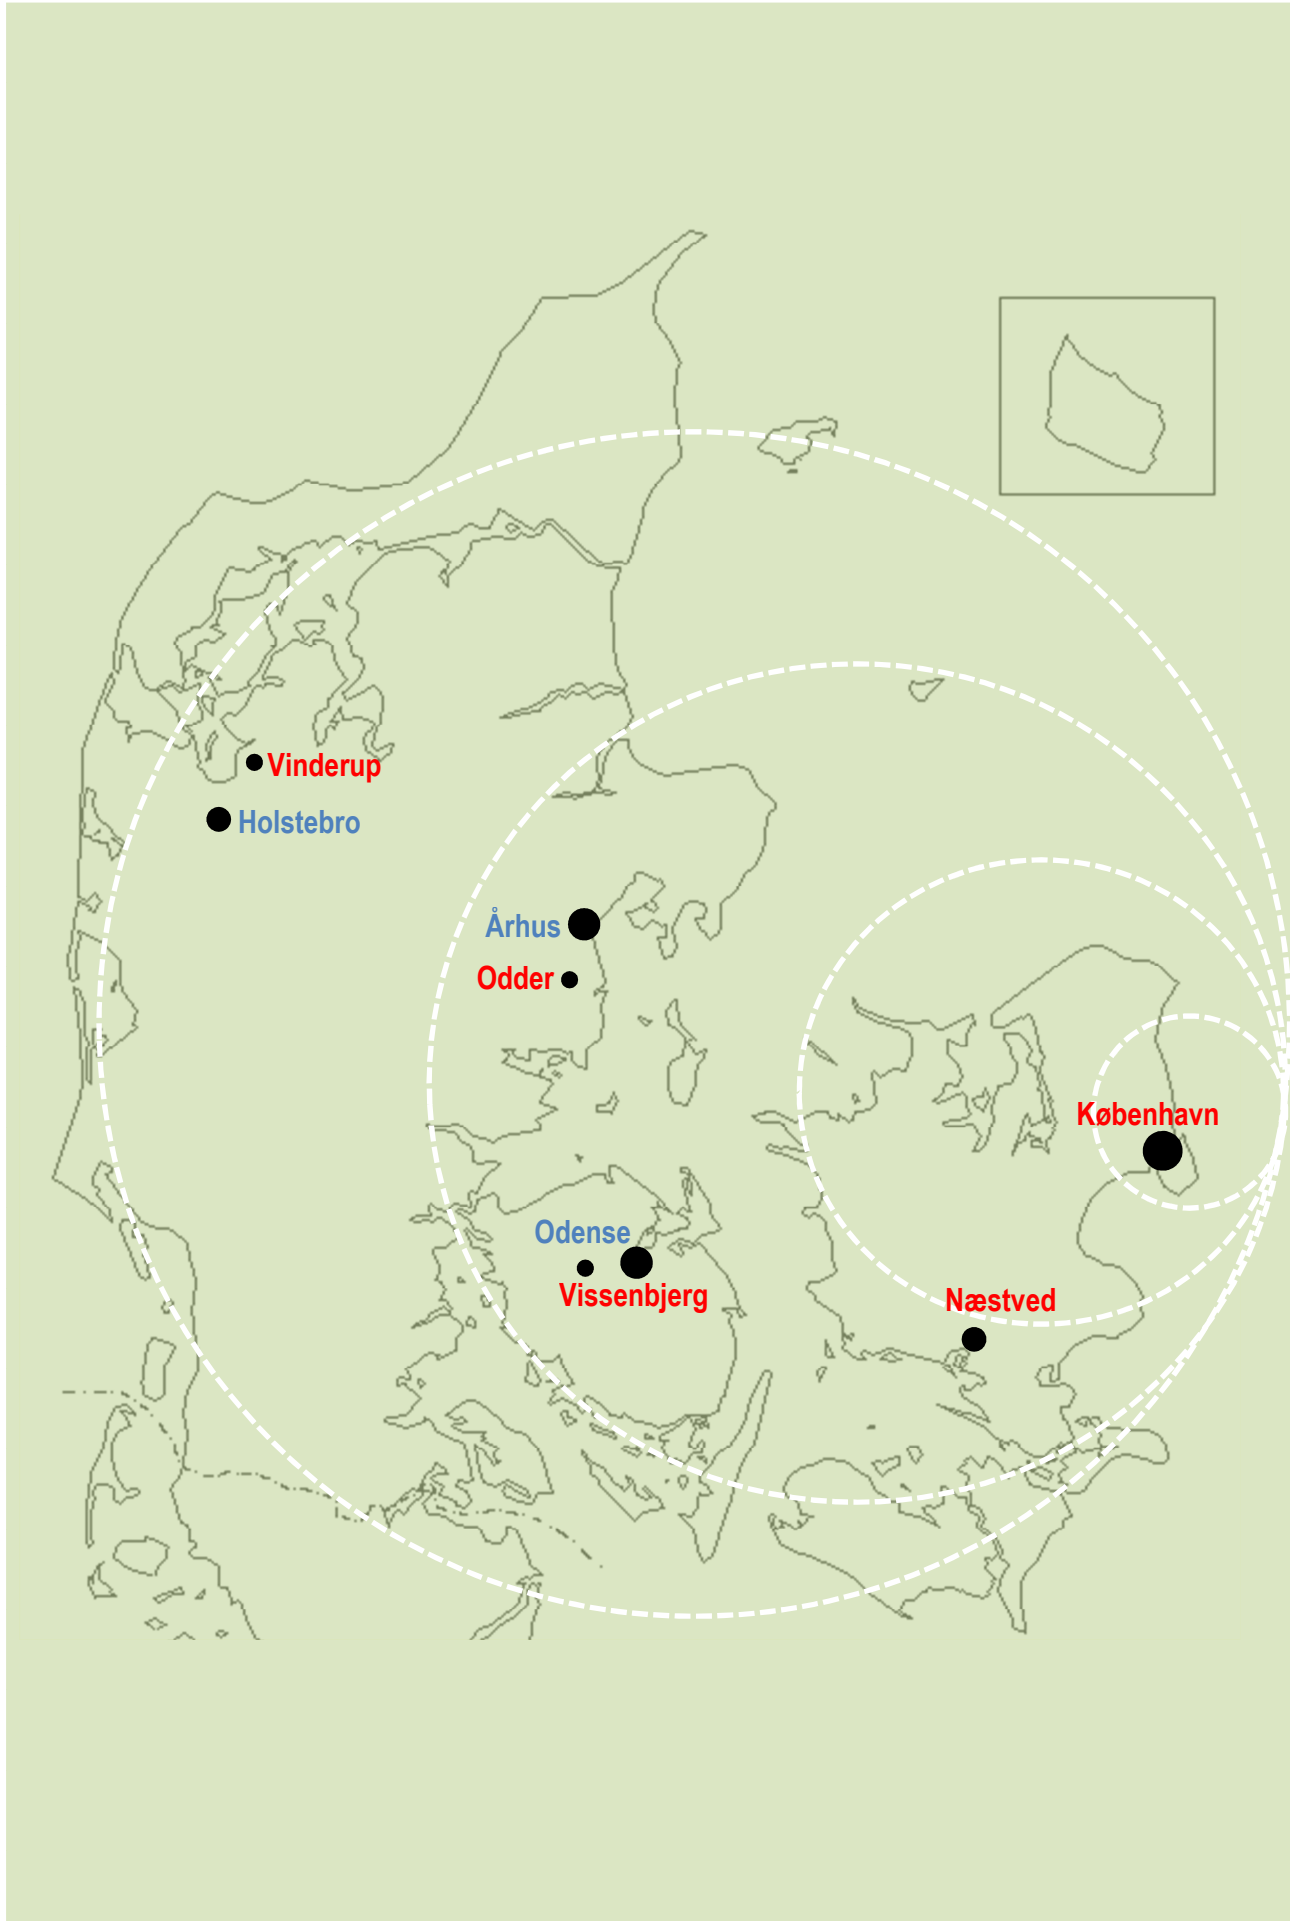 Vinderup
Holstebro
Århus
Odder
København
Odense
Vissenbjerg
Næstved